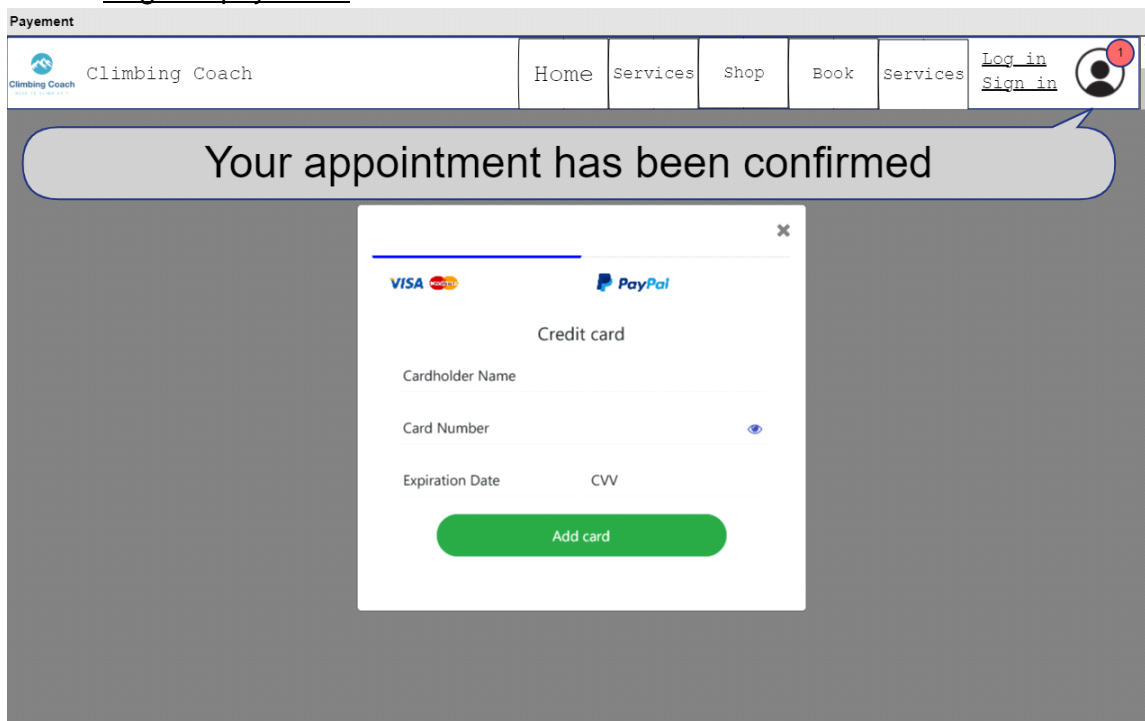 Payement
Climbing Coach
Climbing Coach
Home
Services
Shop
Book
Services
Log in
Sign in
1
Your appointment has been confirmed
VISA
PayPal
Credit card
Cardholder Name
Card Number
Expiration Date
CVV
Add card